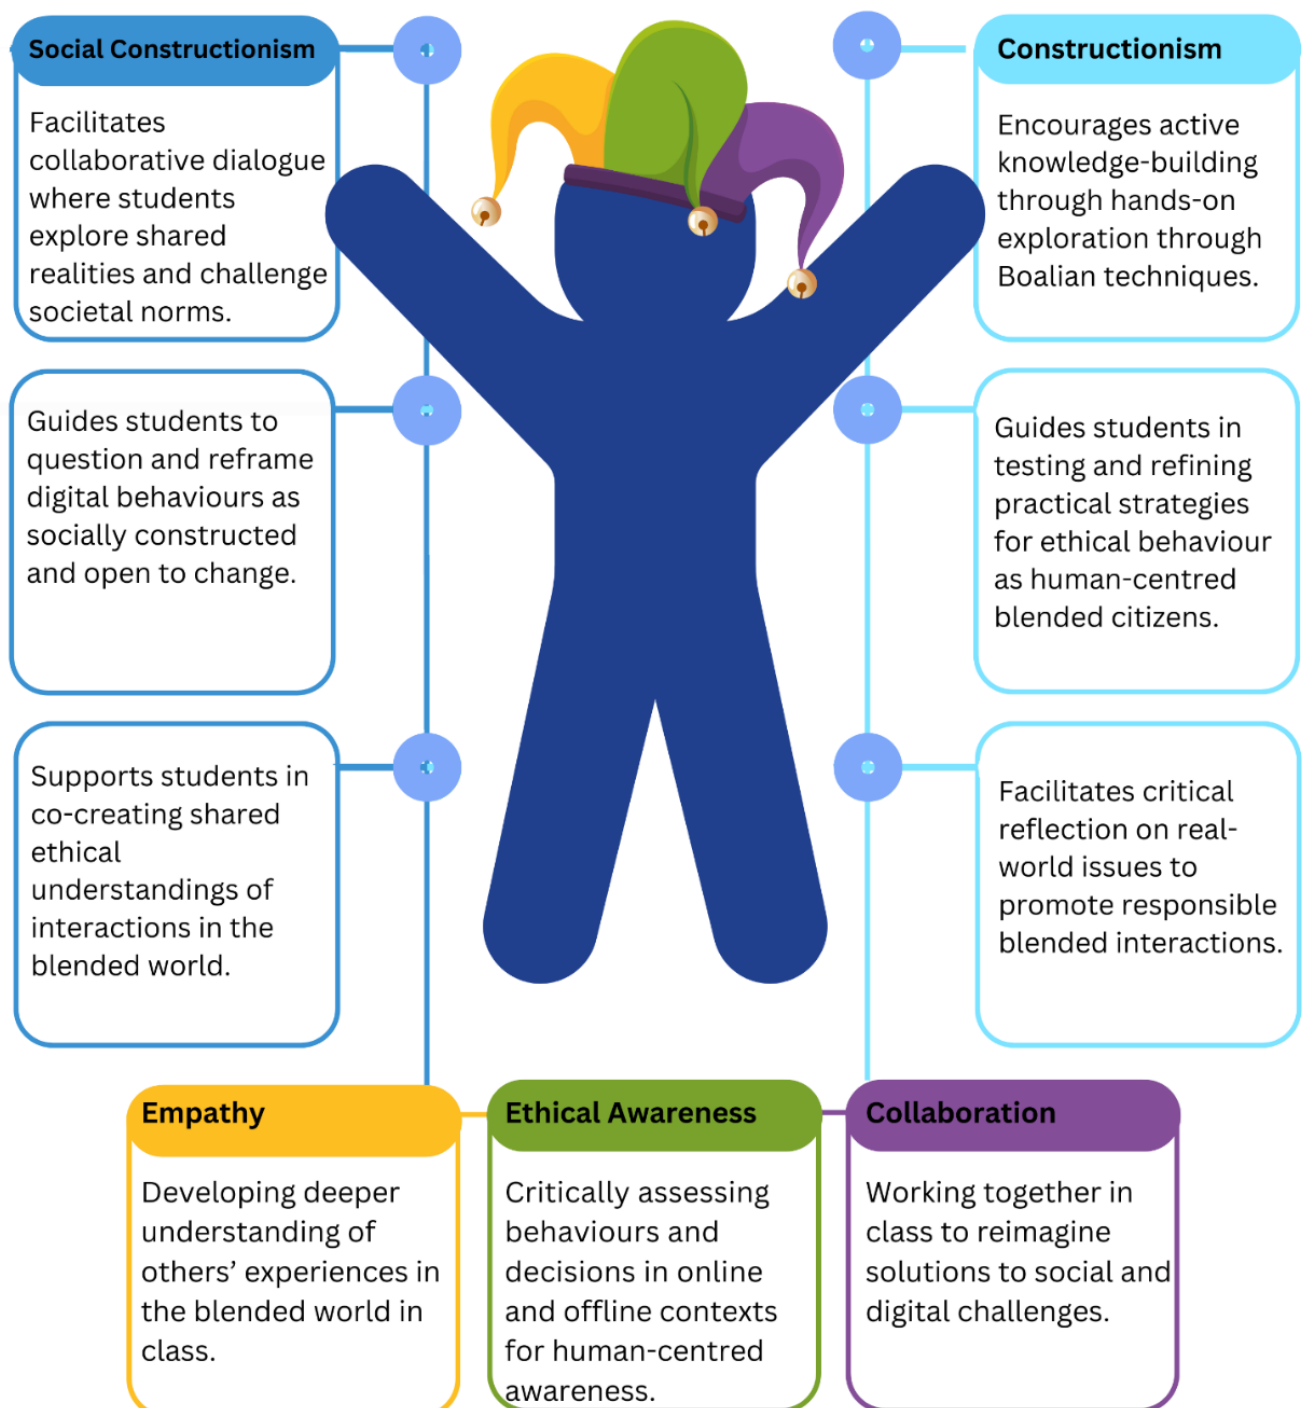 Social Constructionism
Facilitates
collaborative dialogue
where students
explore shared
realities and challenge
societal norms.
Guides students to
question and reframe
digital behaviours as
socially constructed
and open to change.
Supports students in
co-creating shared
ethical
understandings of
interactions in the
blended world.
Constructionism
Encourages active
knowledge-building
through hands-on
exploration through
Boalian techniques.
Guides students in
testing and refining
practical strategies
for ethical behaviour
as human-centred
blended citizens.
Facilitates critical
reflection on real-
world issues to
promote responsible
blended interactions.
Empathy
Developing deeper
understanding of
others’ experiences in
the blended world in
class.
Ethical Awareness
Critically assessing
behaviours and
decisions in online
and offline contexts
for human-centred
awareness.
Collaboration
Working together in
class to reimagine
solutions to social and
digital challenges.